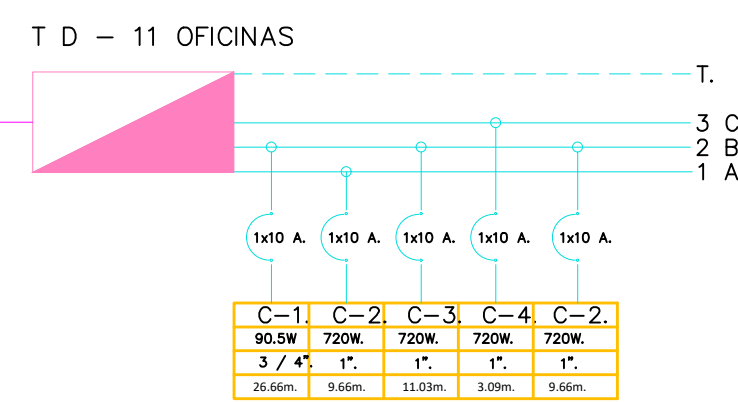 T D – 11 OFICINAS
T.
3 C
2 B
1 A
1x10 A. 1x10 A. 1x10 A. 1x10 A. 1x10 A.
C–1. C–2. C–3. C–4. C–2.
90.5W 720W. 720W. 720W. 720W.
3 / 4". 1". 1". 1". 1".
26.66m. 9.66m. 11.03m. 3.09m. 9.66m.